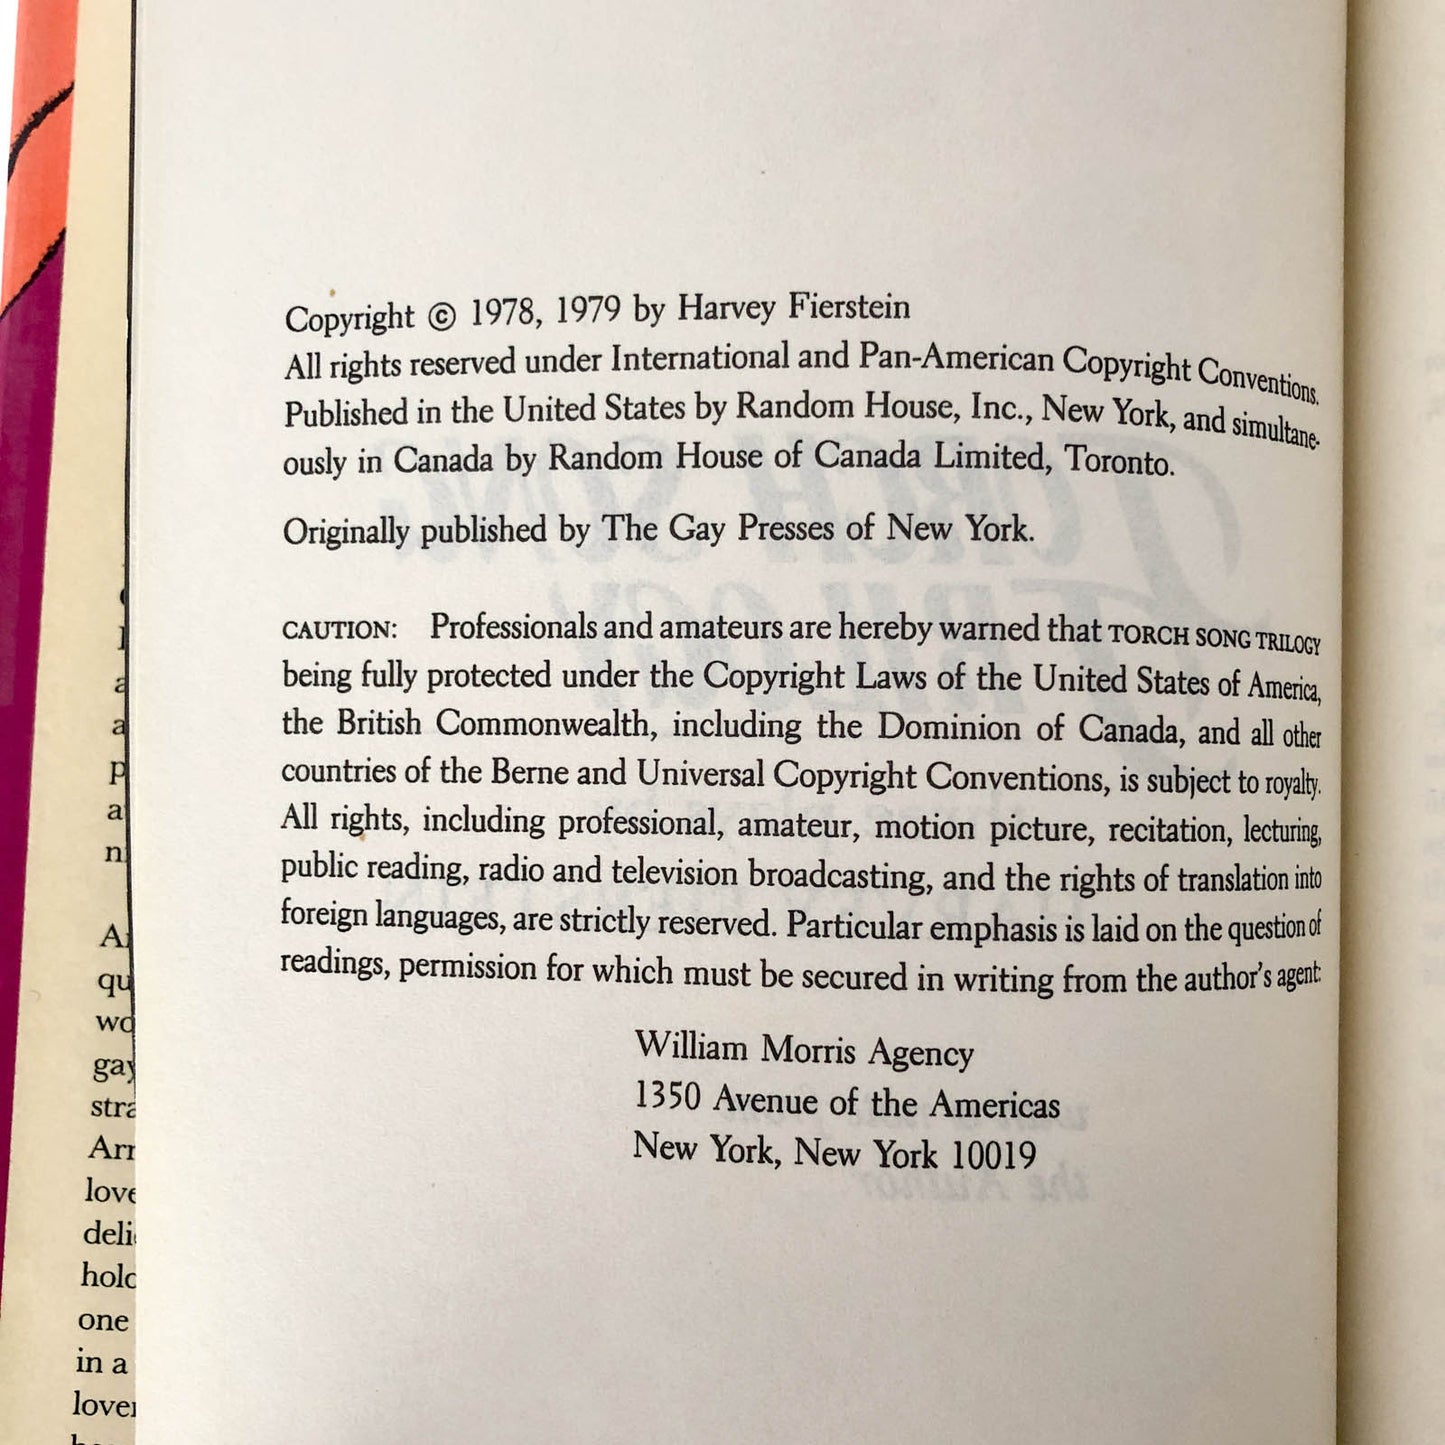 Copyright © 1978, 1979 by Harvey Fierstein
All rights reserved under International and Pan-American Copyright Conventions.
Published in the United States by Random House, Inc., New York, and simultane-
ously in Canada by Random House of Canada Limited, Toronto.
Originally published by The Gay Presses of New York.
CAUTION: Professionals and amateurs are hereby warned that TORCH SONG TRILOGY
being fully protected under the Copyright Laws of the United States of America,
the British Commonwealth, including the Dominion of Canada, and all other
countries of the Berne and Universal Copyright Conventions, is subject to royalty.
All rights, including professional, amateur, motion picture, recitation, lecturing,
public reading, radio and television broadcasting, and the rights of translation into
foreign languages, are strictly reserved. Particular emphasis is laid on the question of
readings, permission for which must be secured in writing from the author's agent:
William Morris Agency
1350 Avenue of the Americas
New York, New York 10019
one
in a